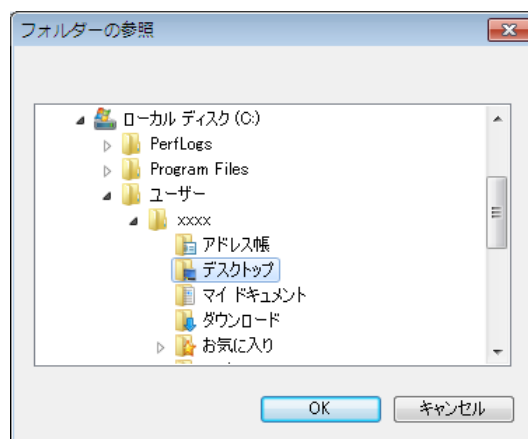 フォルダーの参照
ローカル ディスク (C:)
PerfLogs
Program Files
ユーザー
xxxx
アドレス帳
デスクトップ
マイ ドキュメント
ダウンロード
お気に入り
OK
キャンセル